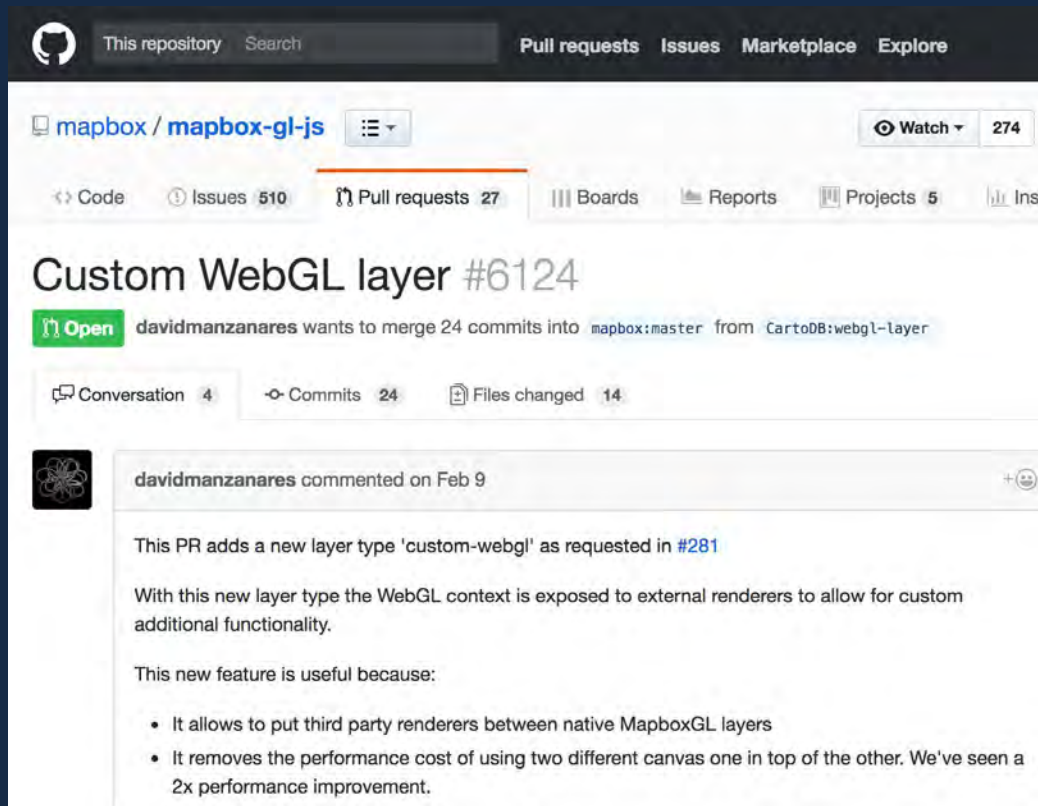 This repository Search Pull requests Issues Marketplace Explore
mapbox / mapbox-gl-js Watch 274
Code Issues 510 Pull requests 27 Boards Reports Projects 5 Ins
Custom WebGL layer #6124
Open davidmanzanares wants to merge 24 commits into mapbox:master from CartoDB:webgl-layer
Conversation 4 Commits 24 Files changed 14
davidmanzanares commented on Feb 9
This PR adds a new layer type 'custom-webgl' as requested in #281
With this new layer type the WebGL context is exposed to external renderers to allow for custom
additional functionality.
This new feature is useful because:
• It allows to put third party renderers between native MapboxGL layers
• It removes the performance cost of using two different canvas one in top of the other. We've seen a
2x performance improvement.